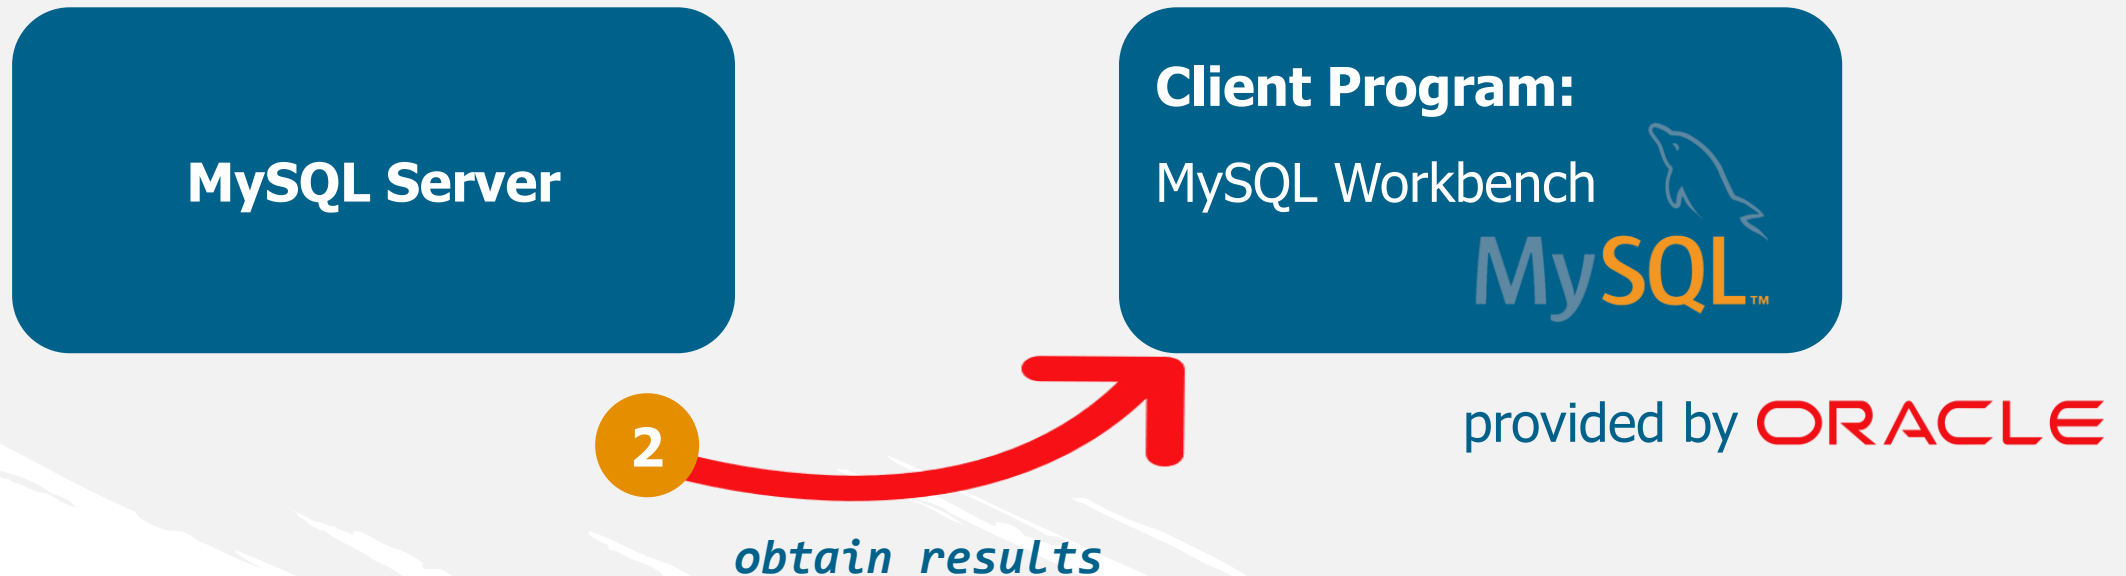 MySQL Server
Client Program:
MySQL Workbench
MySQL™
provided by ORACLE
2
obtain results